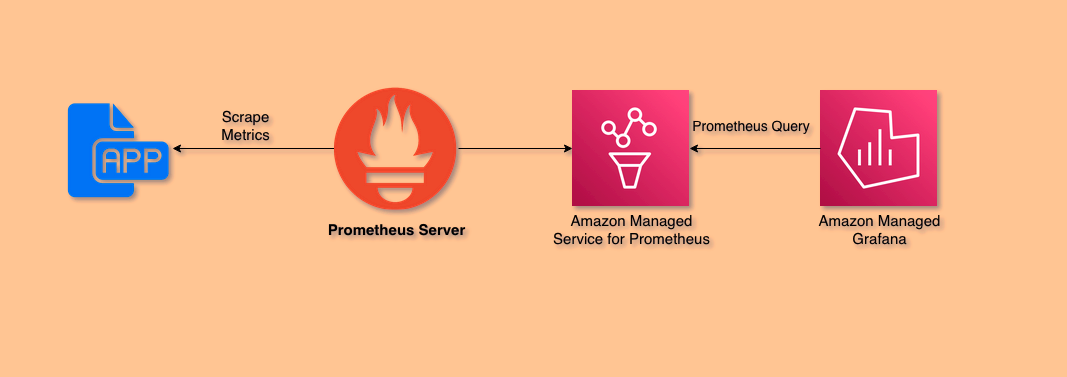 APP
Scrape
Metrics
Prometheus Server
Amazon Managed
Service for Prometheus
Prometheus Query
Amazon Managed
Grafana